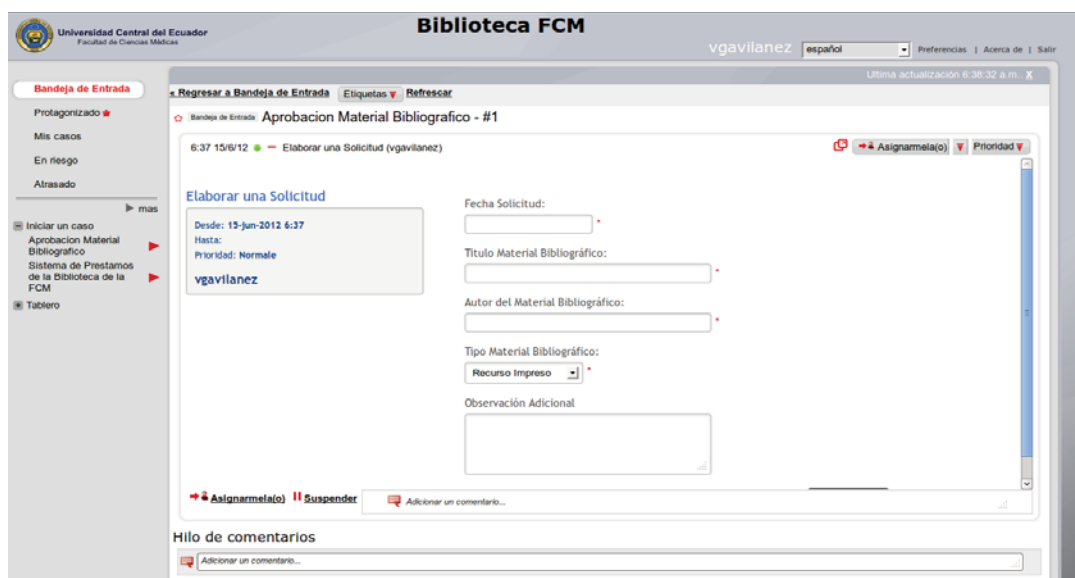 Universidad Central del Ecuador
Facultad de Ciencias Médicas
Biblioteca FCM
vgavilanez
español
Preferencias | Acerca de | Salir
Ultima actualización 6:38:32 a.m.. X
Bandeja de Entrada
Protagonizado
Mis casos
En riesgo
Atrasado
mas
Iniciar un caso
Aprobacion Material
Bibliografico
Sistema de Prestamos
de la Biblioteca de la
FCM
Tablero
« Regresar a Bandeja de Entrada
Etiquetas
Refrescar
Bandeja de Entrada Aprobacion Material Bibliografico - #1
6:37 15/6/12 Elaborar una Solicitud (vgavilanez)
Asignarmela(o)
Prioridad
Elaborar una Solicitud
Desde: 15-jun-2012 6:37
Hasta:
Prioridad: Normale
vgavilanez
Fecha Solicitud:
*
Titulo Material Bibliográfico:
*
Autor del Material Bibliográfico:
*
Tipo Material Bibliográfico:
Recurso Impreso *
Observación Adicional
Asignarmela(o) Suspender
Adicionar un comentario...
Hilo de comentarios
Adicionar un comentario...